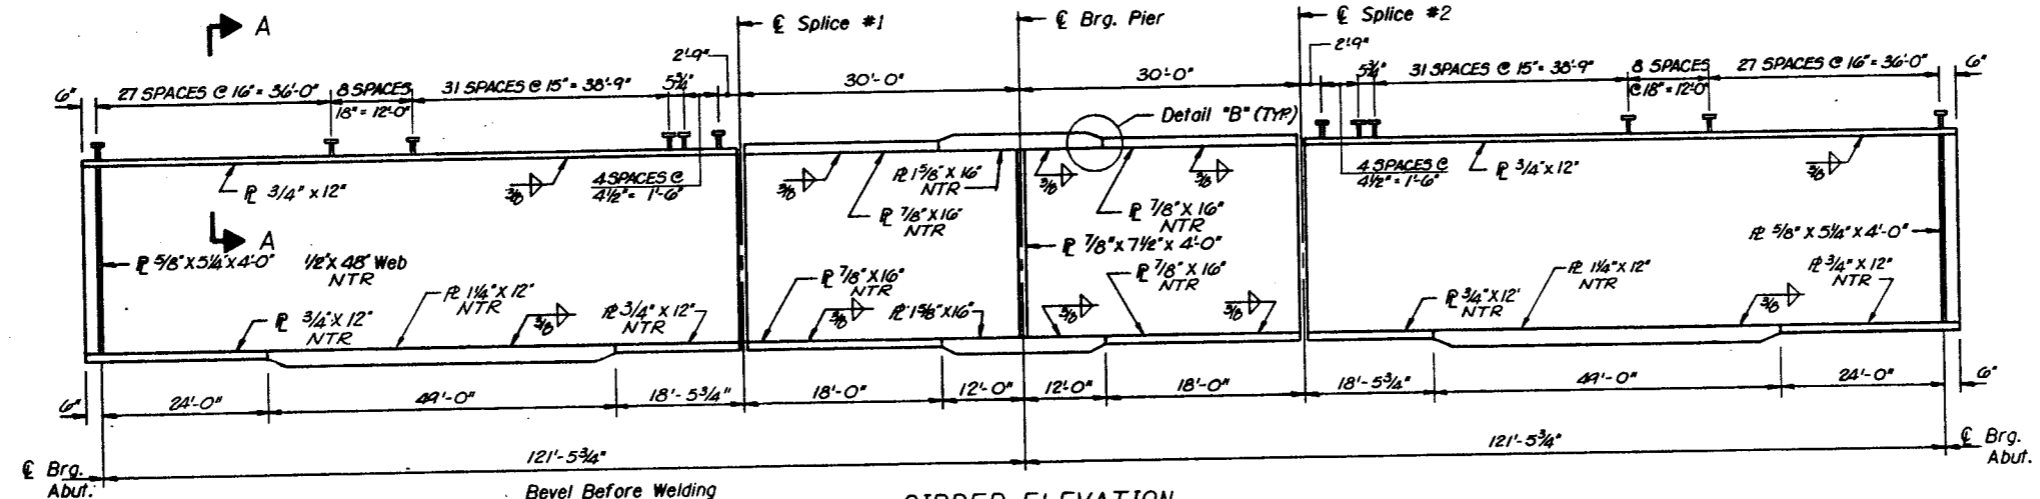 A
℄ Splice #1
℄ Brg. Pier
℄ Splice #2
2'-9"
2'-9"
6"
27 SPACES @ 16" = 36'-0"
8 SPACES
18" = 12'-0"
31 SPACES @ 15" = 38'-9"
5¾"
30'-0"
30'-0"
5¾"
31 SPACES @ 15" = 38'-9"
8 SPACES
@ 18" = 12'-0"
27 SPACES @ 16" = 36'-0"
6"
Detail "B" (TYP.)
℄ 3/4" x 12"
3/8
4 SPACES @
4½" = 1'-6"
3/8
℄ 1 5/8" X 16"
NTR
3/8
3/8
4 SPACES @
4½" = 1'-6"
℄ 3/4" x 12"
3/8
A
℄ 7/8" X 16"
NTR
℄ 7/8" X 16"
NTR
℄ 5/8" X 5¼" x 4'-0"
1/2" X 48" Web
NTR
℄ 7/8" x 7½" x 4'-0"
℄ 5/8" X 5¼" x 4'-0"
℄ 3/4" x 12"
NTR
℄ 1¼" X 12"
NTR
3/8
℄ 3/4" x 12"
NTR
℄ 7/8" X 16"
NTR
3/8
℄ 1 5/8" X 16"
3/8
℄ 7/8" X 16"
NTR
3/8
℄ 3/4" X 12'
NTR
℄ 1¼" X 12"
NTR
3/8
℄ 3/4" X 12"
NTR
6"
24'-0"
49'-0"
18'-5¾"
18'-0"
12'-0"
12'-0"
18'-0"
18'-5¾"
49'-0"
24'-0"
6"
121'-5¾"
121'-5¾"
℄ Brg.
Abut.
℄ Brg.
Abut.
Bevel Before Welding
GIRDER ELEVATION